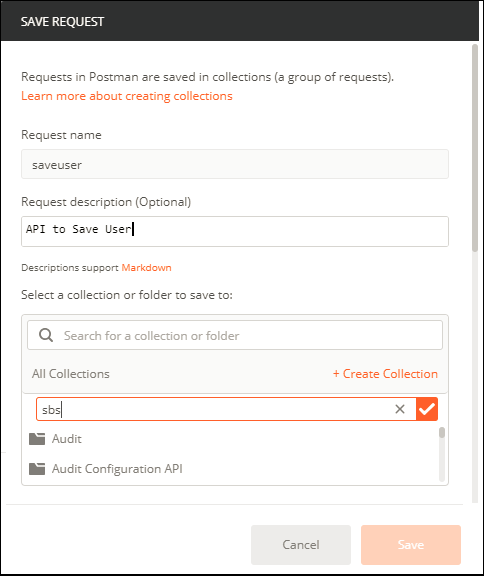 SAVE REQUEST
Requests in Postman are saved in collections (a group of requests).
Learn more about creating collections
Request name
saveuser
Request description (Optional)
API to Save User
Descriptions support Markdown
Select a collection or folder to save to:
Search for a collection or folder
All Collections + Create Collection
sbs
Audit
Audit Configuration API
Cancel Save